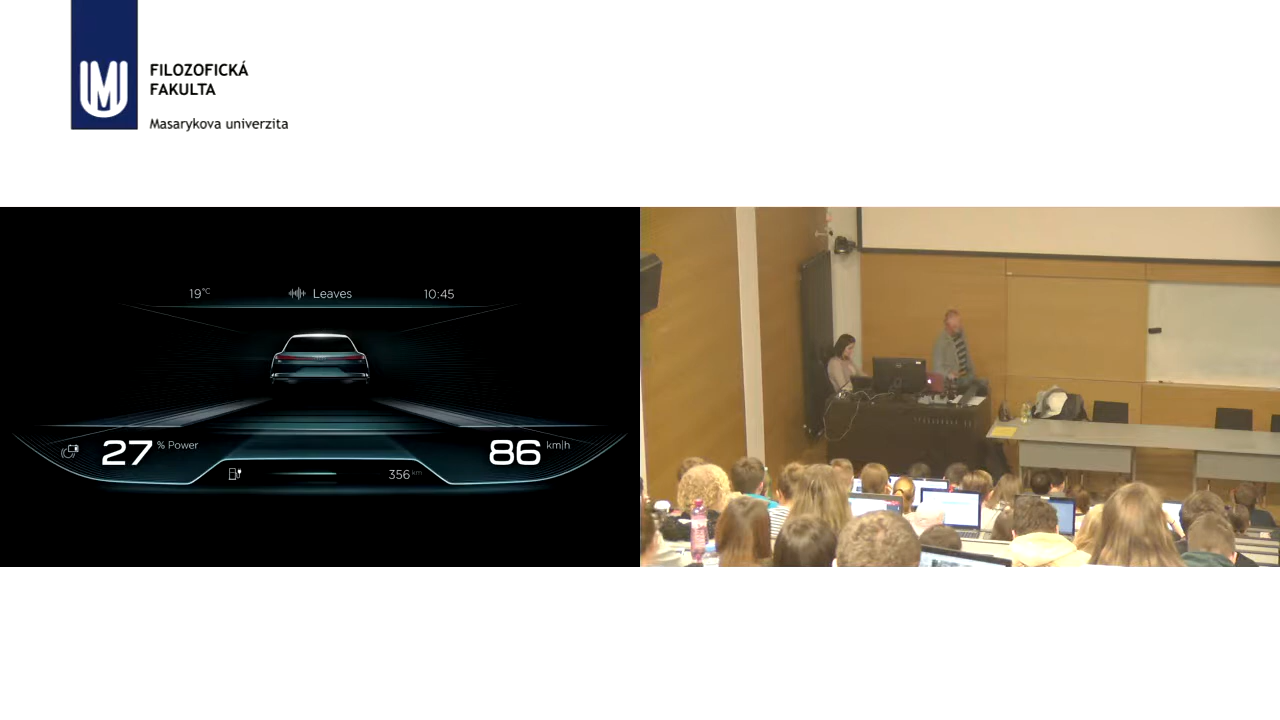 FILOZOFICKÁ
FAKULTA
Masarykova univerzita
19°C
Leaves
10:45
27 % Power
86 km|h
356 km